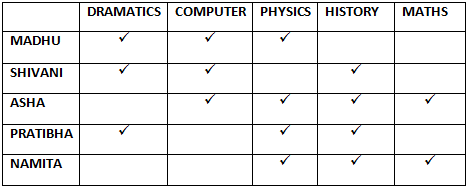 DRAMATICS COMPUTER PHYSICS HISTORY MATHS
MADHU ✓ ✓ ✓
SHIVANI ✓ ✓ ✓
ASHA ✓ ✓ ✓ ✓
PRATIBHA ✓ ✓ ✓
NAMITA ✓ ✓ ✓